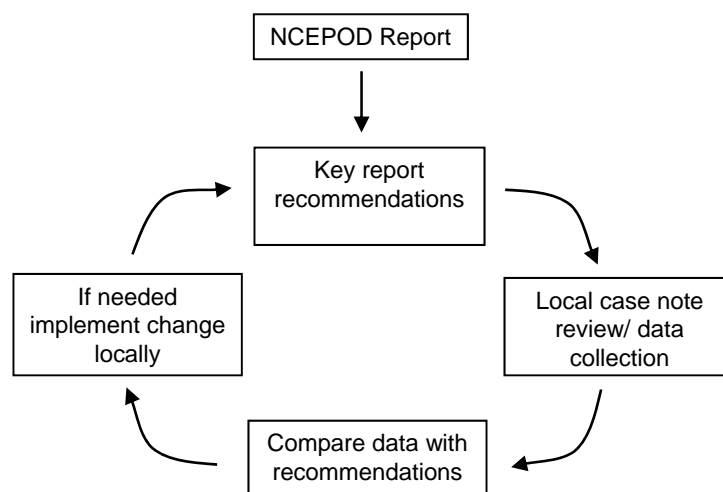 NCEPOD Report
Key report
recommendations
Local case note
review/ data
collection
Compare data with
recommendations
If needed
implement change
locally